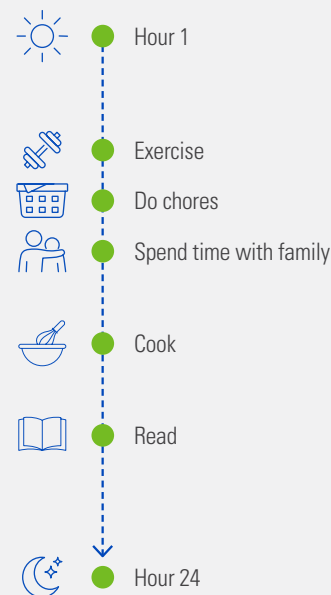 Hour 1
Exercise
Do chores
Spend time with family
Cook
Read
Hour 24